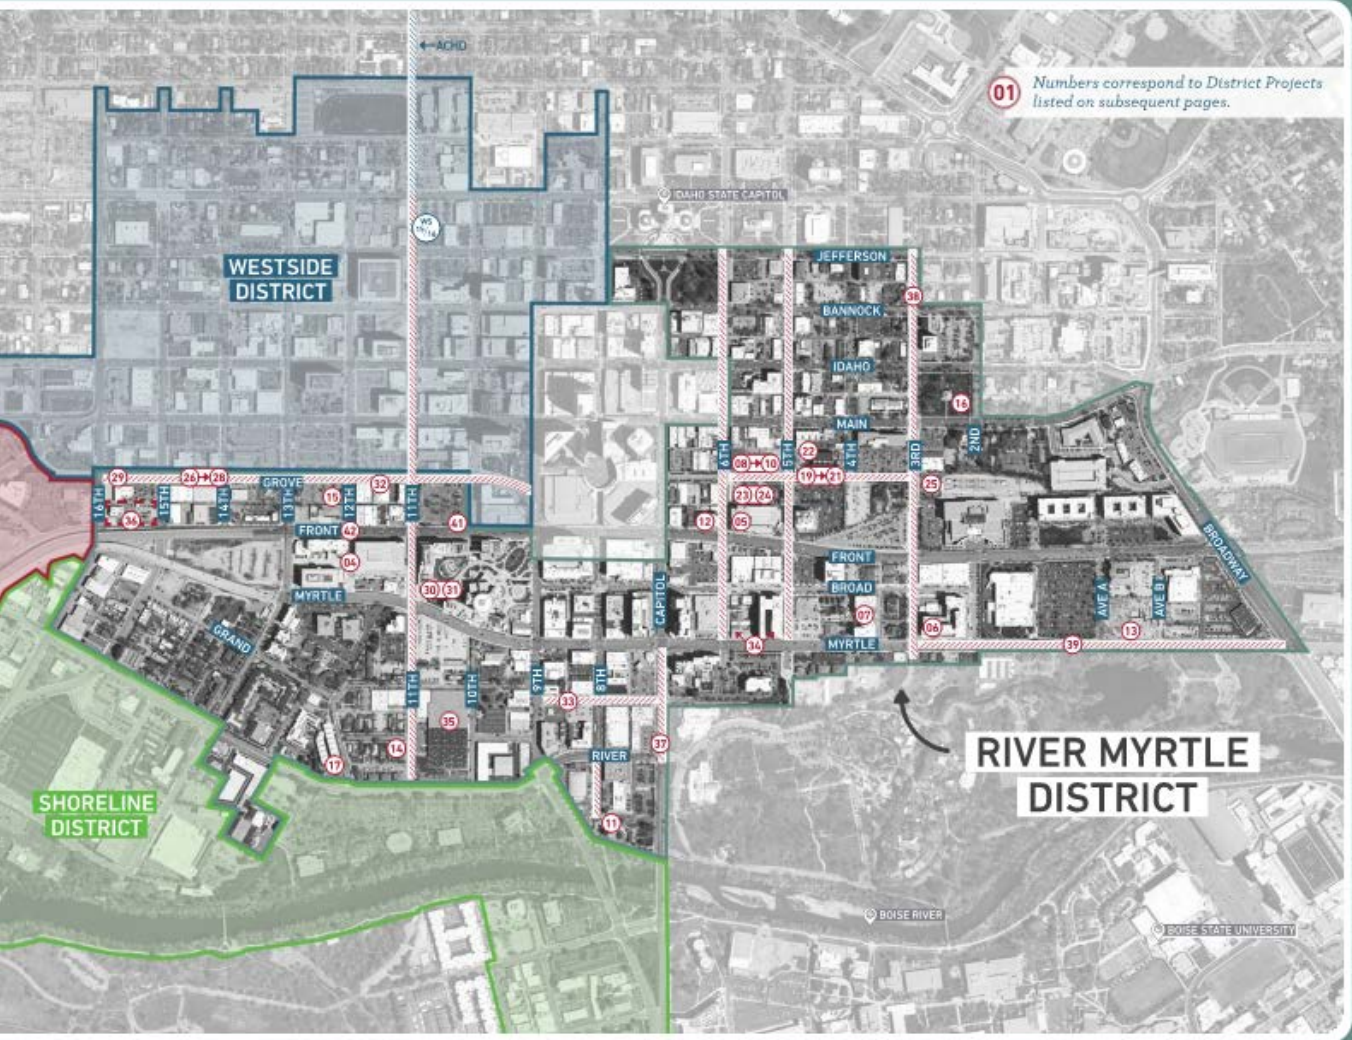 ←ACHD
01
Numbers correspond to District Projects
listed on subsequent pages.
IDAHO STATE CAPITOL
WS
WESTSIDE
DISTRICT
JEFFERSON
38
BANNOCK
IDAHO
16
MAIN
6TH
5TH
4TH
3RD
2ND
22
08→10
19→21
29
26→28
GROVE
32
25
16TH
15TH
14TH
13TH
12TH
11TH
15
23
24
36
FRONT
42
41
12
05
BROADWAY
04
FRONT
30
31
MYRTLE
CAPITOL
BROAD
AVE A
AVE B
07
GRAND
06
13
34
MYRTLE
39
11TH
10TH
9TH
8TH
33
35
14
37
RIVER
17
RIVER MYRTLE
DISTRICT
SHORELINE
DISTRICT
11
BOISE RIVER
BOISE STATE UNIVERSITY